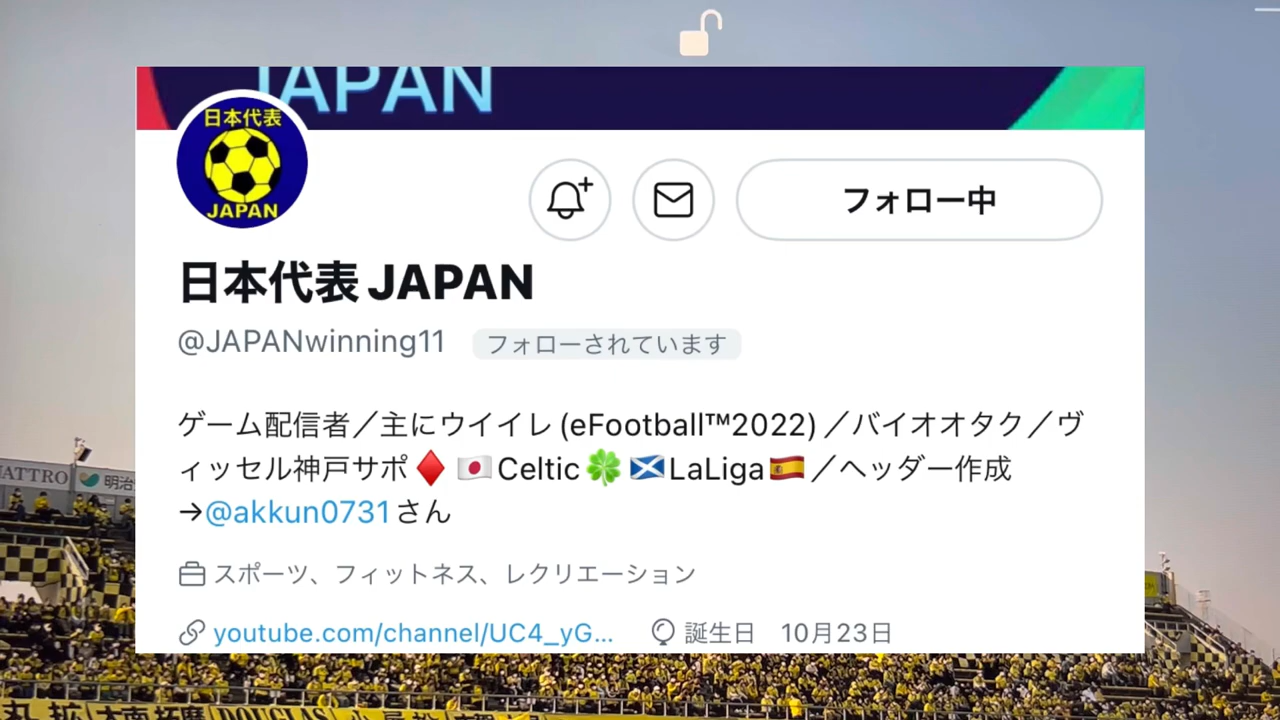 JAPAN
日本代表
JAPAN
フォロー中
日本代表 JAPAN
@JAPANwinning11 フォローされています
ゲーム配信者／主にウイイレ (eFootball™2022) ／バイオオタク／ヴ
ィッセル神戸サポ♦️🇯🇵Celtic🍀🏴󠁧󠁢󠁳󠁣󠁴󠁿LaLiga🇪🇸／ヘッダー作成
→@akkun0731さん
スポーツ、フィットネス、レクリエーション
youtube.com/channel/UC4_yG... 誕生日 10月23日
明治
DOUGLAS